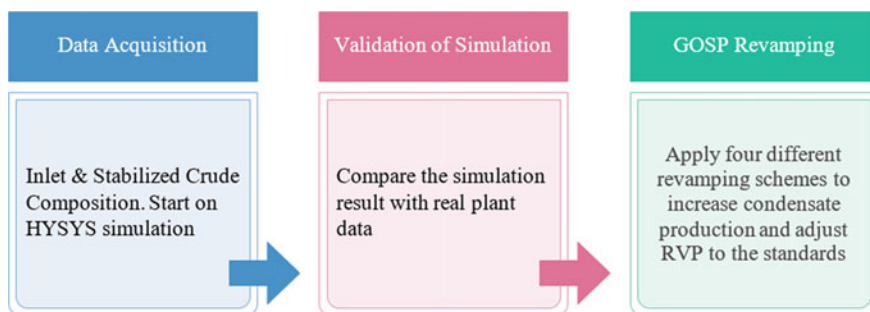 Data Acquisition
Inlet & Stabilized Crude
Composition. Start on
HYSYS simulation
Validation of Simulation
Compare the simulation
result with real plant
data
GOSP Revamping
Apply four different
revamping schemes to
increase condensate
production and adjust
RVP to the standards